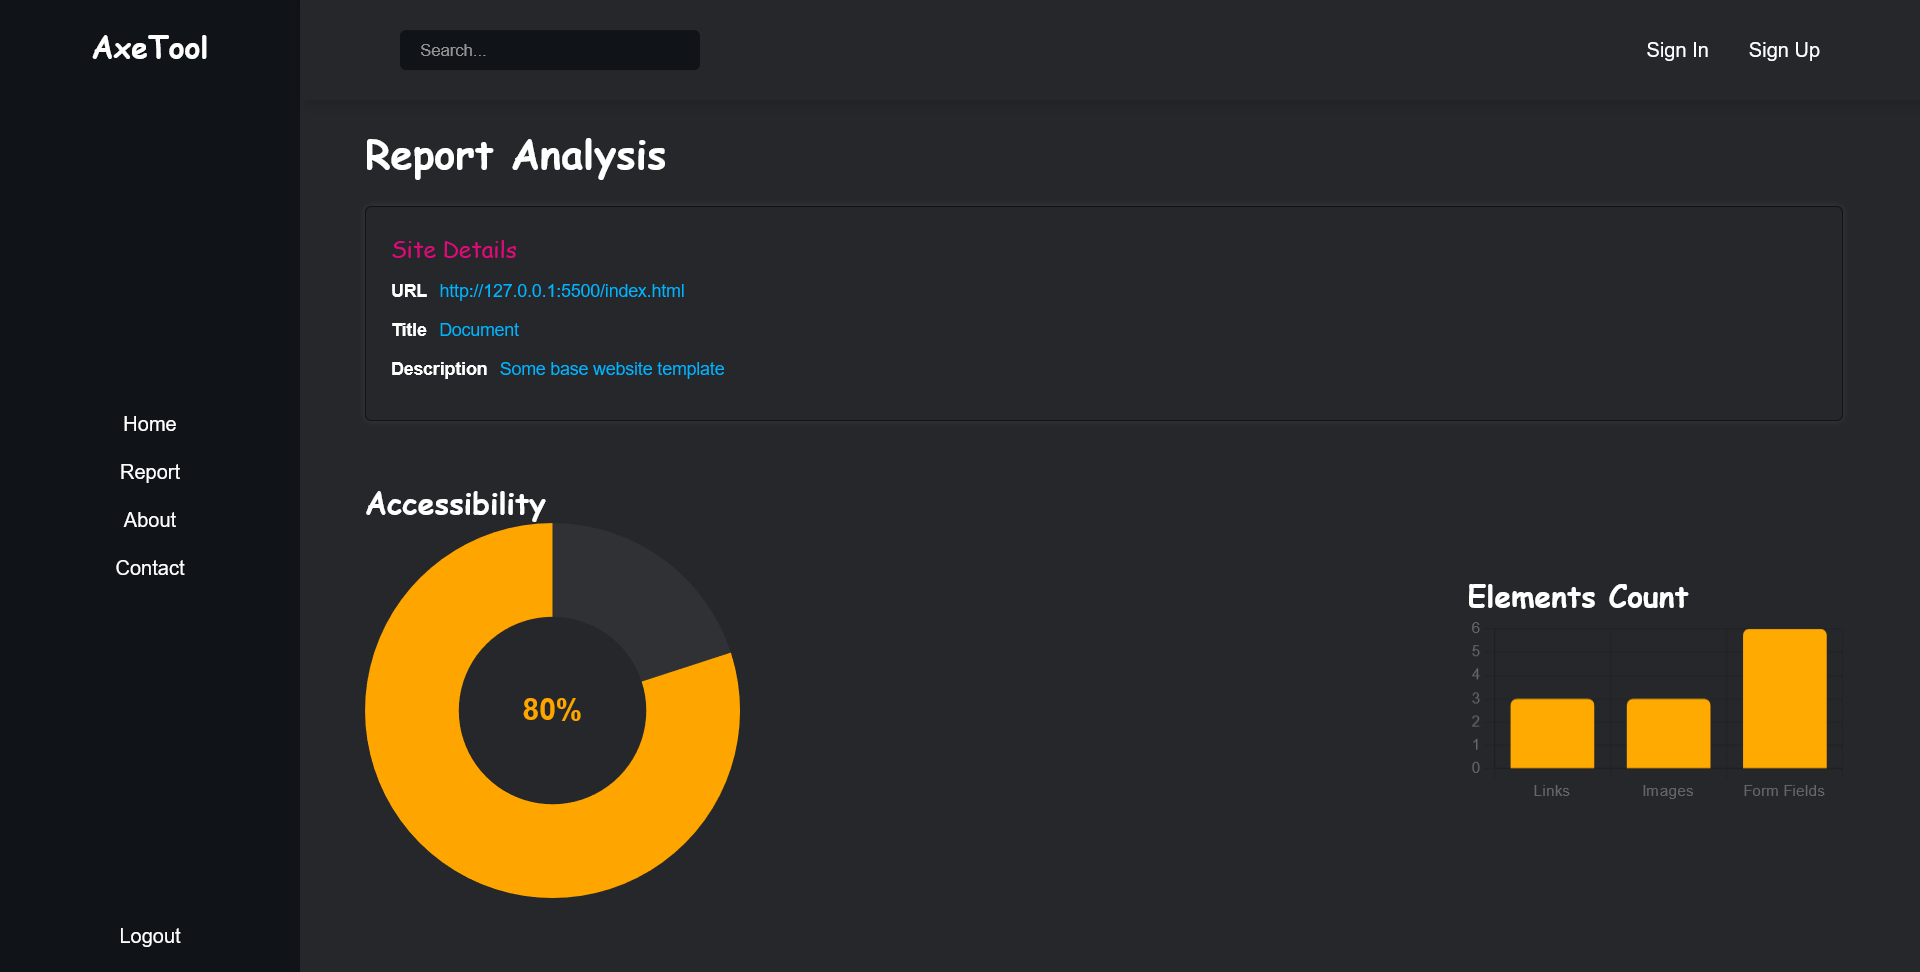 AxeTool
Search...
Sign In
Sign Up
Home
Report
About
Contact
Logout
Report Analysis
Site Details
URL http://127.0.0.1:5500/index.html
Title Document
Description Some base website template
Accessibility
80%
Elements Count
6
5
4
3
2
1
0
Links Images Form Fields